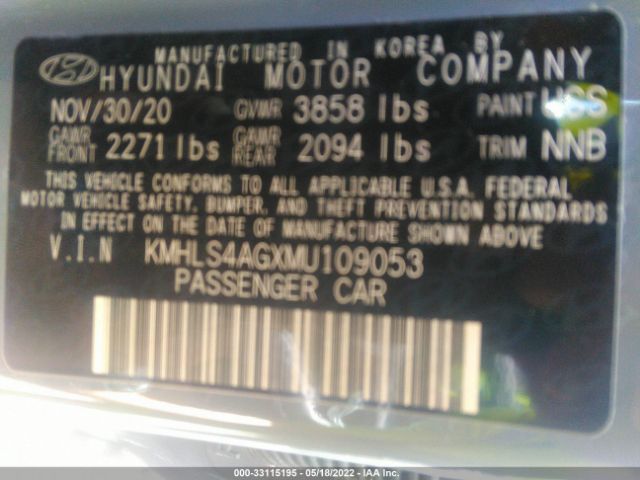 MANUFACTURED IN KOREA BY
HYUNDAI MOTOR COMPANY
NOV/30/20 GVWR 3858 lbs PAINT
GAWR FRONT 2271 lbs GAWR REAR 2094 lbs TRIM NNB
THIS VEHICLE CONFORMS TO ALL APPLICABLE U.S.A. FEDERAL
MOTOR VEHICLE SAFETY, BUMPER, AND THEFT PREVENTION STANDARDS
IN EFFECT ON THE DATE OF MANUFACTURE SHOWN ABOVE
V.I.N KMHLS4AGXMU109053
PASSENGER CAR
000-33115195 - 05/18/2022 - IAA Inc.